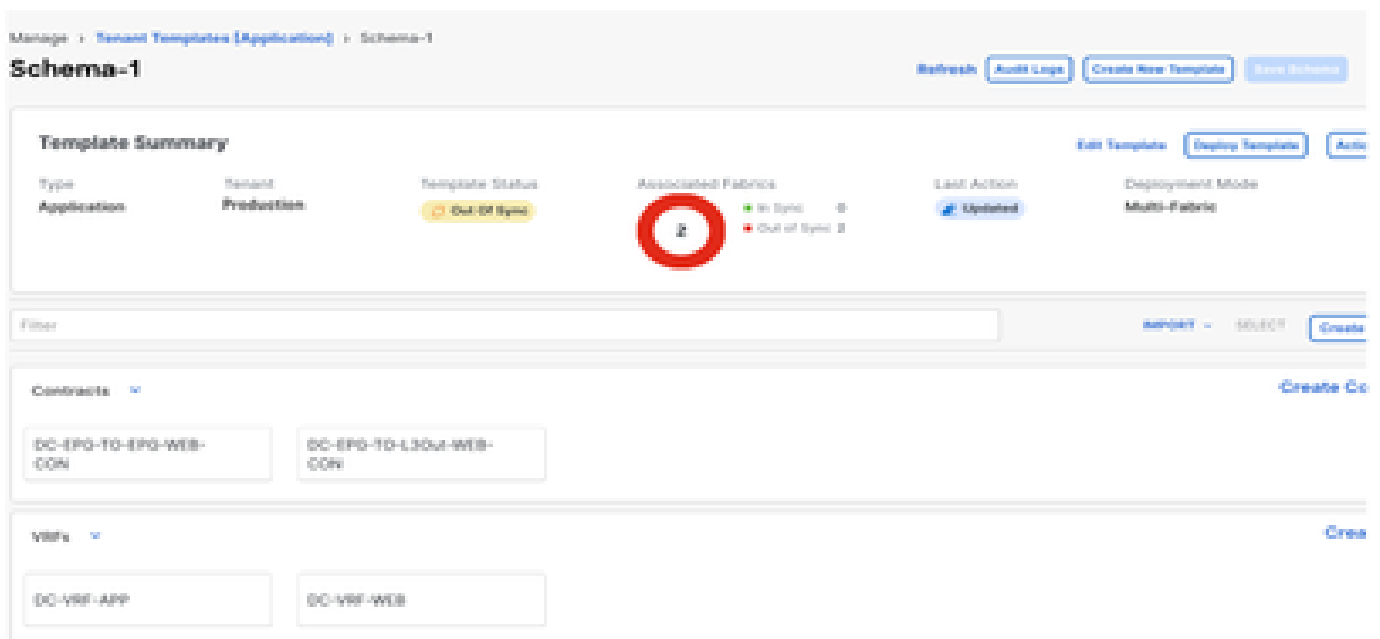 Manage > Tenant Templates (Application) > Schema-1
Schema-1
Refresh Audit Logs Create New Template Save Schema
Template Summary
Edit Template Deploy Template
Type Tenant Template Status Associated Fabrics Last Action Deployment Mode
Application Production Out Of Sync 2 In Sync 0 Updated Multi-Fabric
Out of Sync 2
Filter
IMPORT SELECT Create
Contracts
DC-EPG-TO-EPG-WEB-
CON
DC-EPG-TO-L3Out-WEB-
CON
VRFs
DC-VRF-APP DC-VRF-WEB